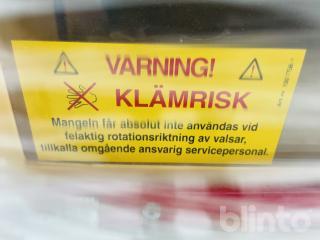 VARNING!
KLÄMRISK
Mangeln får absolut inte användas vid
felaktig rotationsriktning av valsar,
tillkalla omgående ansvarig servicepersonal.
blinto